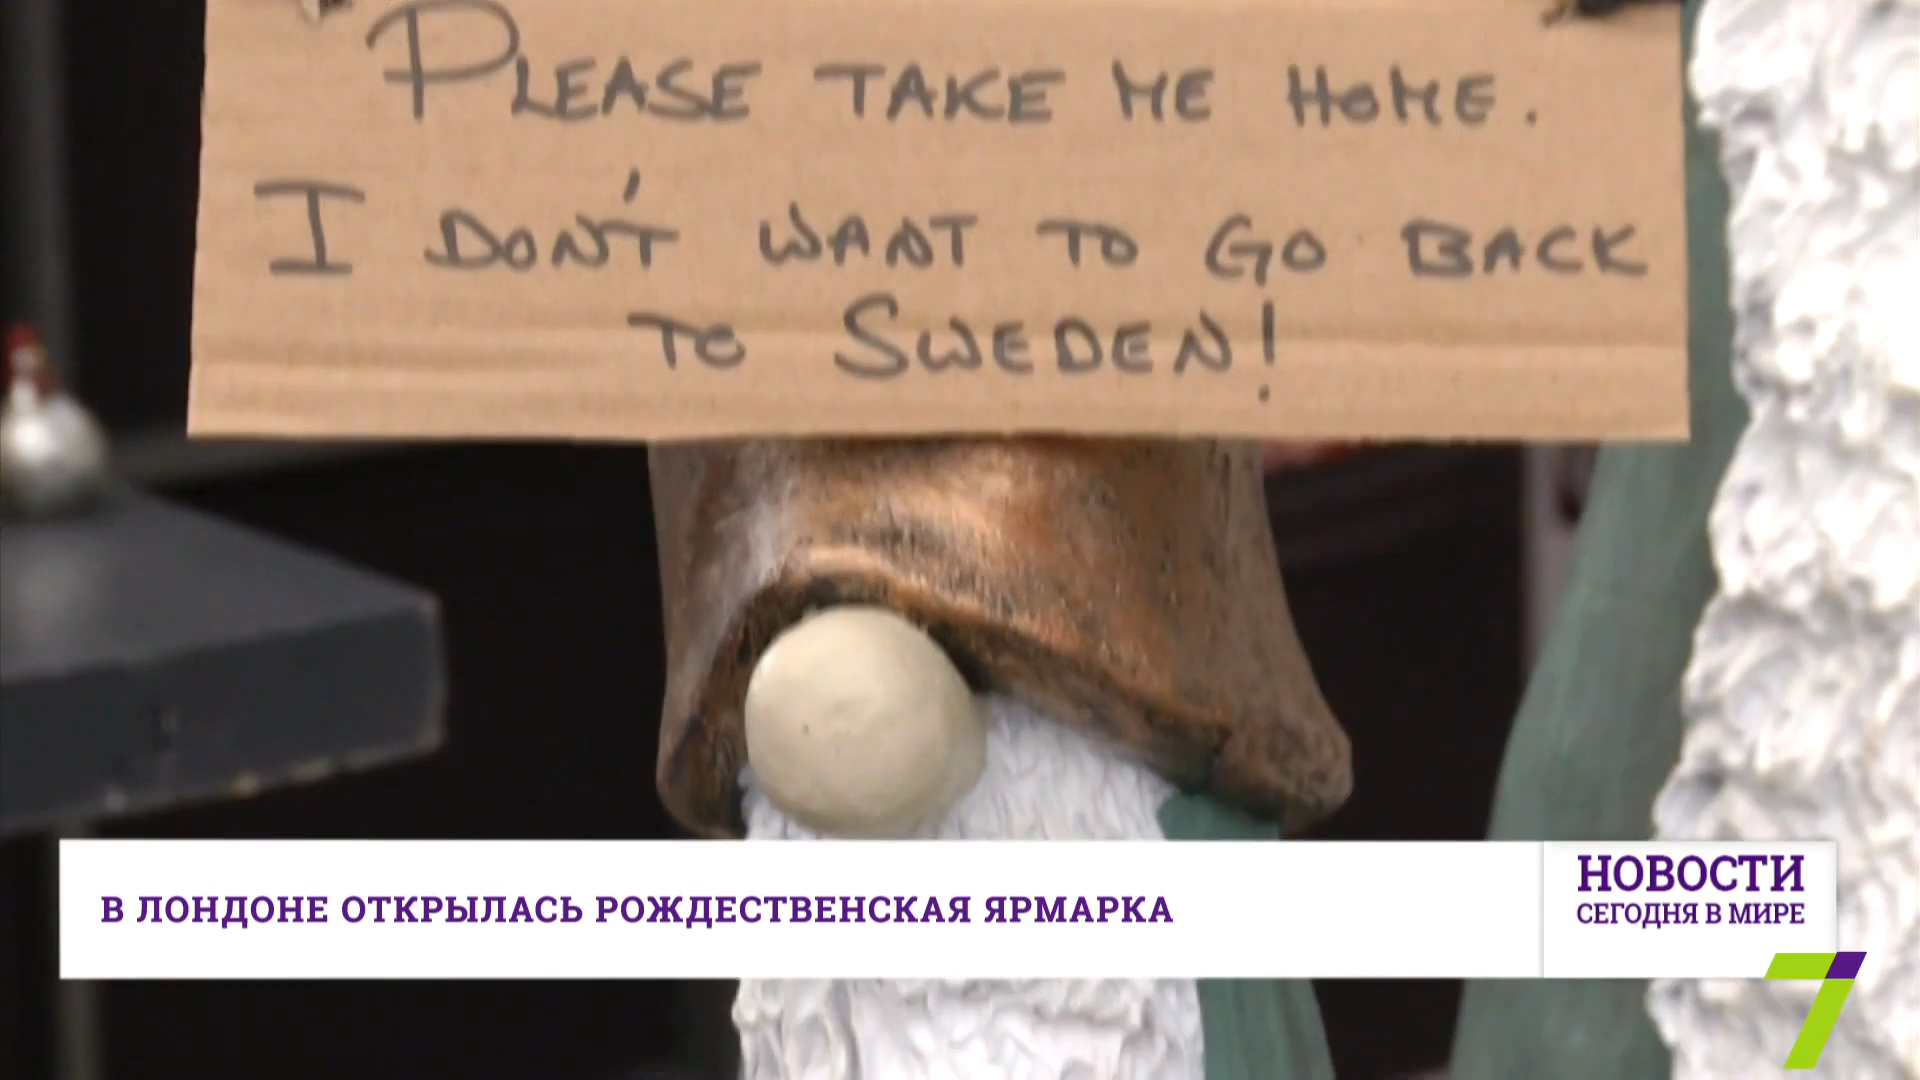 PLEASE TAKE ME HOME.
I DON'T WANT TO GO BACK
TO SWEDEN!
В ЛОНДОНЕ ОТКРЫЛАСЬ РОЖДЕСТВЕНСКАЯ ЯРМАРКА
НОВОСТИ
СЕГОДНЯ В МИРЕ
7